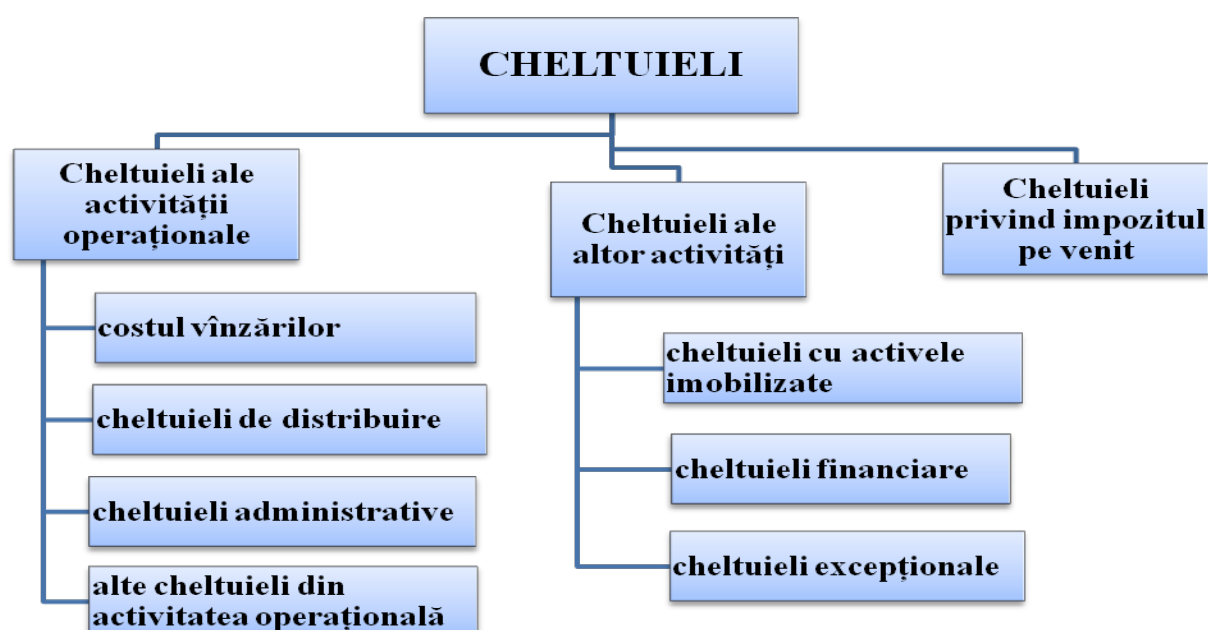 CHELTUIELI
Cheltuieli ale
activității
operaționale
costul vînzărilor
cheltuieli de distribuire
cheltuieli administrative
alte cheltuieli din
activitatea operațională
Cheltuieli ale
altor activități
cheltuieli cu activele
imobilizate
cheltuieli financiare
cheltuieli excepționale
Cheltuieli
privind impozitul
pe venit